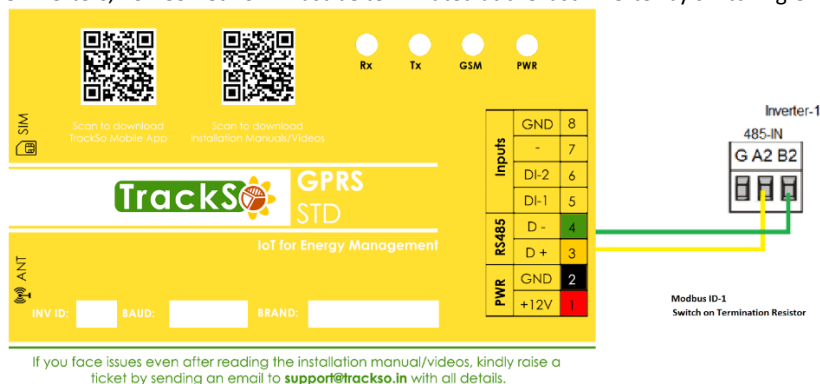 Rx Tx GSM PWR
SIM
Scan to download
TrackSo Mobile App
Scan to download
Installation Manuals/Videos
TrackSo
GPRS
STD
IoT for Energy Management
ANT
INV ID:
BAUD:
BRAND:
Inputs
GND 8
- 7
DI-2 6
DI-1 5
RS485
D - 4
D + 3
PWR
GND 2
+12V 1
Inverter-1
485-IN
G A2 B2
Modbus ID-1
Switch on Termination Resistor
If you face issues even after reading the installation manual/videos, kindly raise a
ticket by sending an email to support@trackso.in with all details.